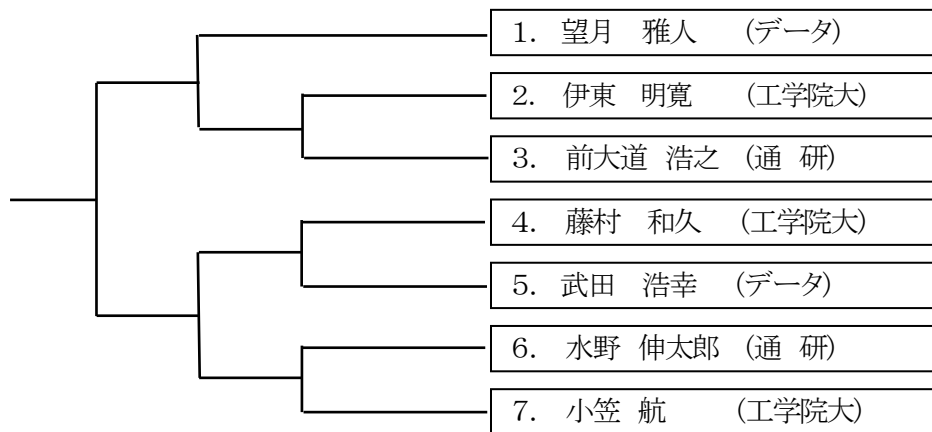 1. 望月 雅人 (データ)
2. 伊東 明寛 (工学院大)
3. 前大道 浩之 (通 研)
4. 藤村 和久 (工学院大)
5. 武田 浩幸 (データ)
6. 水野 伸太郎 (通 研)
7. 小笠 航 (工学院大)